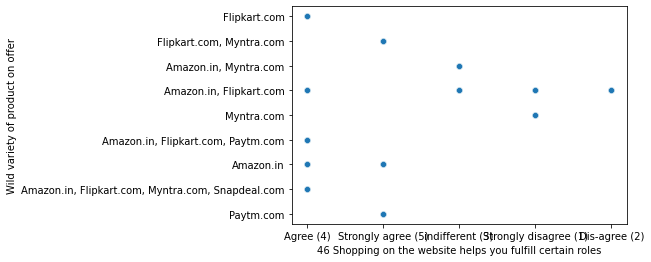 Flipkart.com
Flipkart.com, Myntra.com
Amazon.in, Myntra.com
Amazon.in, Flipkart.com
Myntra.com
Amazon.in, Flipkart.com, Paytm.com
Amazon.in
Amazon.in, Flipkart.com, Myntra.com, Snapdeal.com
Paytm.com
Wild variety of product on offer
Agree (4) Strongly agree (5) indifferent (3) Strongly disagree (1) Dis-agree (2)
46 Shopping on the website helps you fulfill certain roles